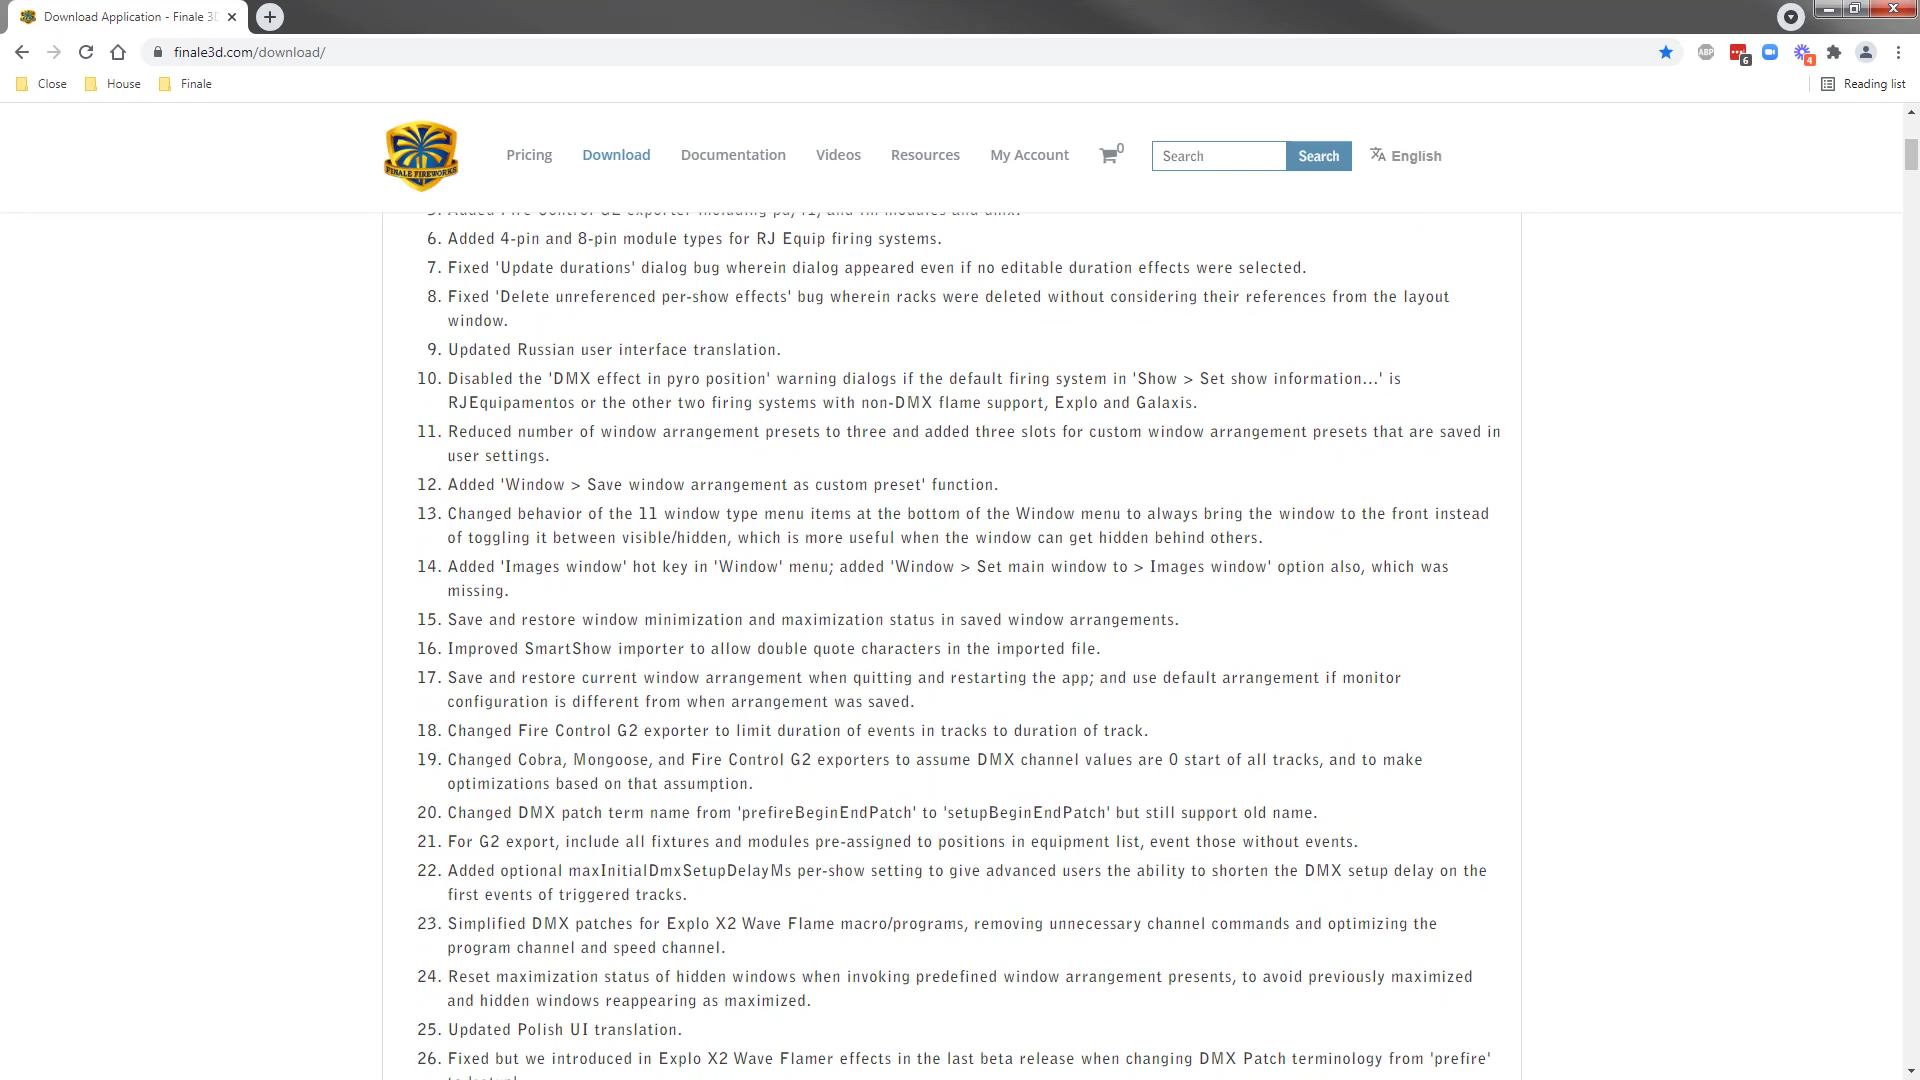 Download Application - Finale 3D
finale3d.com/download/
ABP
6
4
Close House Finale
Reading list
FINALE FIREWORKS
Pricing Download Documentation Videos Resources My Account 0 Search Search English
5. Added Fire Control G2 exporter including pd, f1, and fm modules and dmx.
6. Added 4-pin and 8-pin module types for RJ Equip firing systems.
7. Fixed 'Update durations' dialog bug wherein dialog appeared even if no editable duration effects were selected.
8. Fixed 'Delete unreferenced per-show effects' bug wherein racks were deleted without considering their references from the layout
window.
9. Updated Russian user interface translation.
10. Disabled the 'DMX effect in pyro position' warning dialogs if the default firing system in 'Show > Set show information...' is
RJEquipamentos or the other two firing systems with non-DMX flame support, Explo and Galaxis.
11. Reduced number of window arrangement presets to three and added three slots for custom window arrangement presets that are saved in
user settings.
12. Added 'Window > Save window arrangement as custom preset' function.
13. Changed behavior of the 11 window type menu items at the bottom of the Window menu to always bring the window to the front instead
of toggling it between visible/hidden, which is more useful when the window can get hidden behind others.
14. Added 'Images window' hot key in 'Window' menu; added 'Window > Set main window to > Images window' option also, which was
missing.
15. Save and restore window minimization and maximization status in saved window arrangements.
16. Improved SmartShow importer to allow double quote characters in the imported file.
17. Save and restore current window arrangement when quitting and restarting the app; and use default arrangement if monitor
configuration is different from when arrangement was saved.
18. Changed Fire Control G2 exporter to limit duration of events in tracks to duration of track.
19. Changed Cobra, Mongoose, and Fire Control G2 exporters to assume DMX channel values are 0 start of all tracks, and to make
optimizations based on that assumption.
20. Changed DMX patch term name from 'prefireBeginEndPatch' to 'setupBeginEndPatch' but still support old name.
21. For G2 export, include all fixtures and modules pre-assigned to positions in equipment list, event those without events.
22. Added optional maxInitialDmxSetupDelayMs per-show setting to give advanced users the ability to shorten the DMX setup delay on the
first events of triggered tracks.
23. Simplified DMX patches for Explo X2 Wave Flame macro/programs, removing unnecessary channel commands and optimizing the
program channel and speed channel.
24. Reset maximization status of hidden windows when invoking predefined window arrangement presents, to avoid previously maximized
and hidden windows reappearing as maximized.
25. Updated Polish UI translation.
26. Fixed but we introduced in Explo X2 Wave Flamer effects in the last beta release when changing DMX Patch terminology from 'prefire'